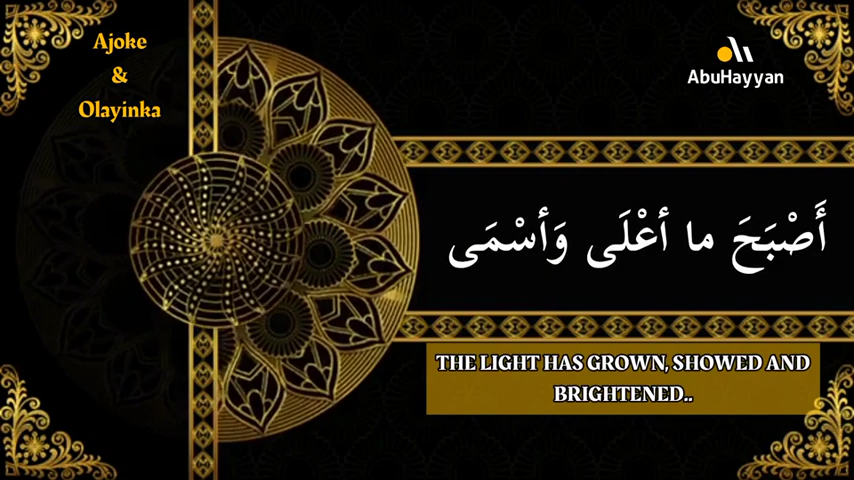 Ajoke
&
Olayinka
AbuHayyan
أَصْبَحَ ما أعْلَى وَأسْمَى
THE LIGHT HAS GROWN, SHOWED AND
BRIGHTENED..